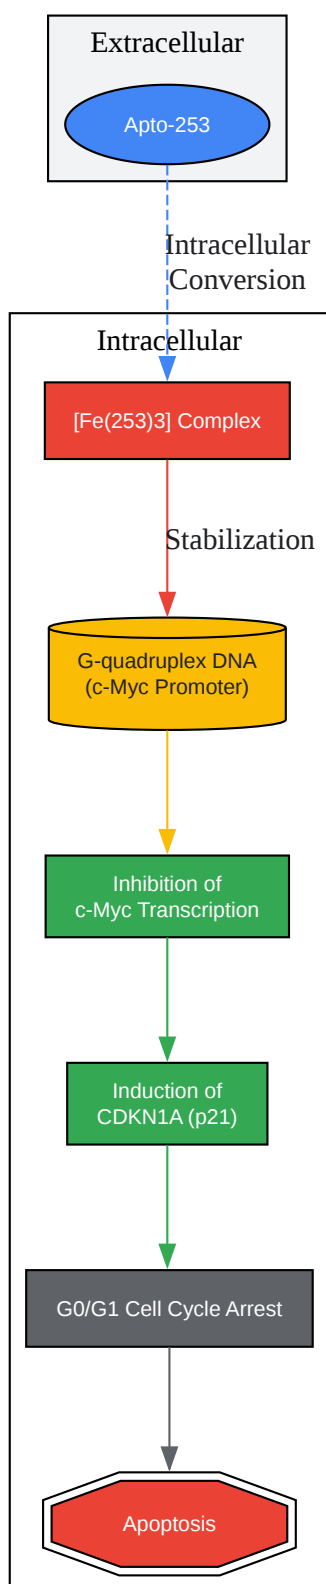 Extracellular
Apto-253
Intracellular
Conversion
Intracellular
[Fe(253)3] Complex
Stabilization
G-quadruplex DNA
(c-Myc Promoter)
Inhibition of
c-Myc Transcription
Induction of
CDKN1A (p21)
G0/G1 Cell Cycle Arrest
Apoptosis